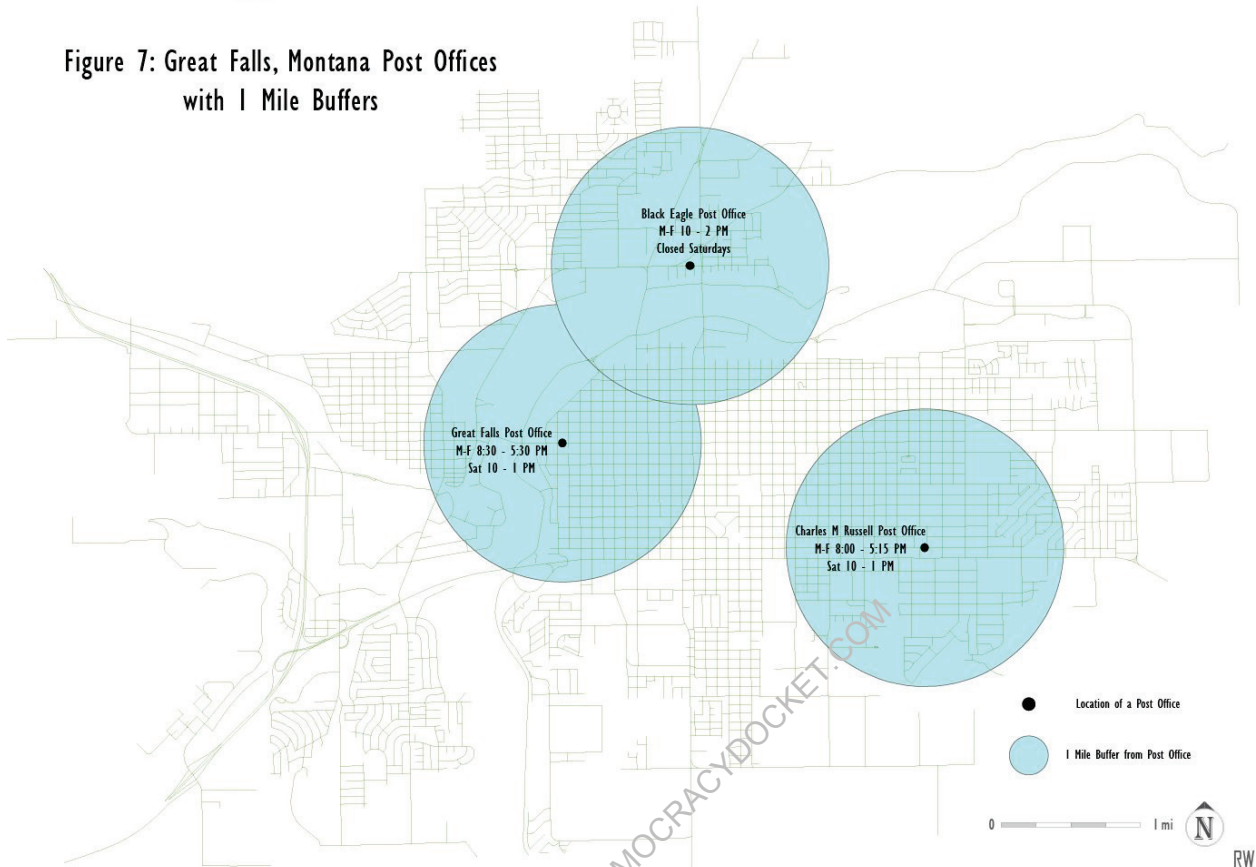 Figure 7: Great Falls, Montana Post Offices
with 1 Mile Buffers
Black Eagle Post Office
M-F 10 - 2 PM
Closed Saturdays
Great Falls Post Office
M-F 8:30 - 5:30 PM
Sat 10 - 1 PM
Charles M Russell Post Office
M-F 8:00 - 5:15 PM
Sat 10 - 1 PM
MOCRACYDOCKET.COM
Location of a Post Office
1 Mile Buffer from Post Office
0 1 mi
N
RW